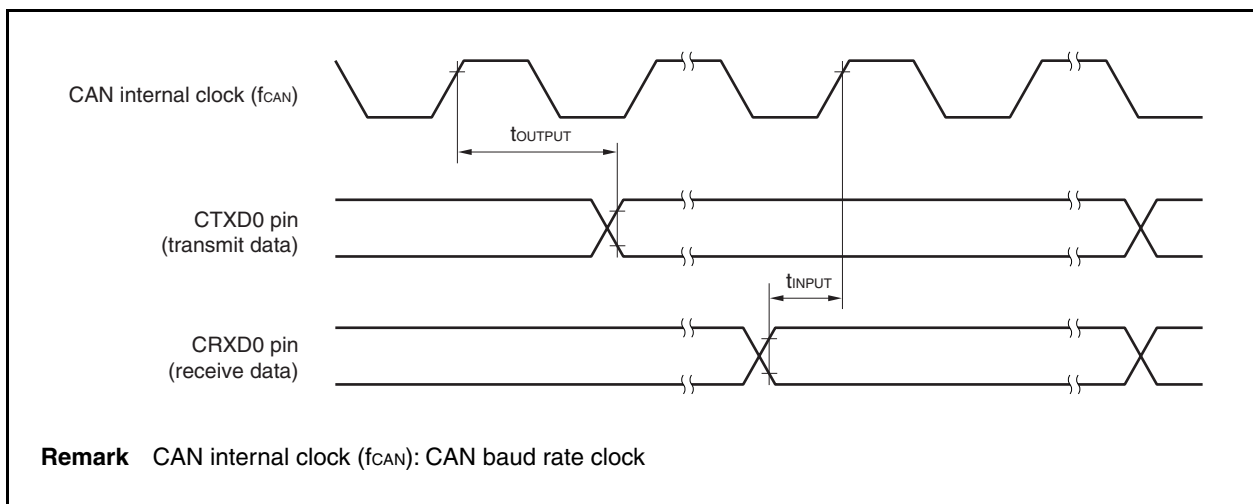 CAN internal clock (fCAN)
tOUTPUT
CTXD0 pin
(transmit data)
tINPUT
CRXD0 pin
(receive data)
Remark CAN internal clock (fCAN): CAN baud rate clock